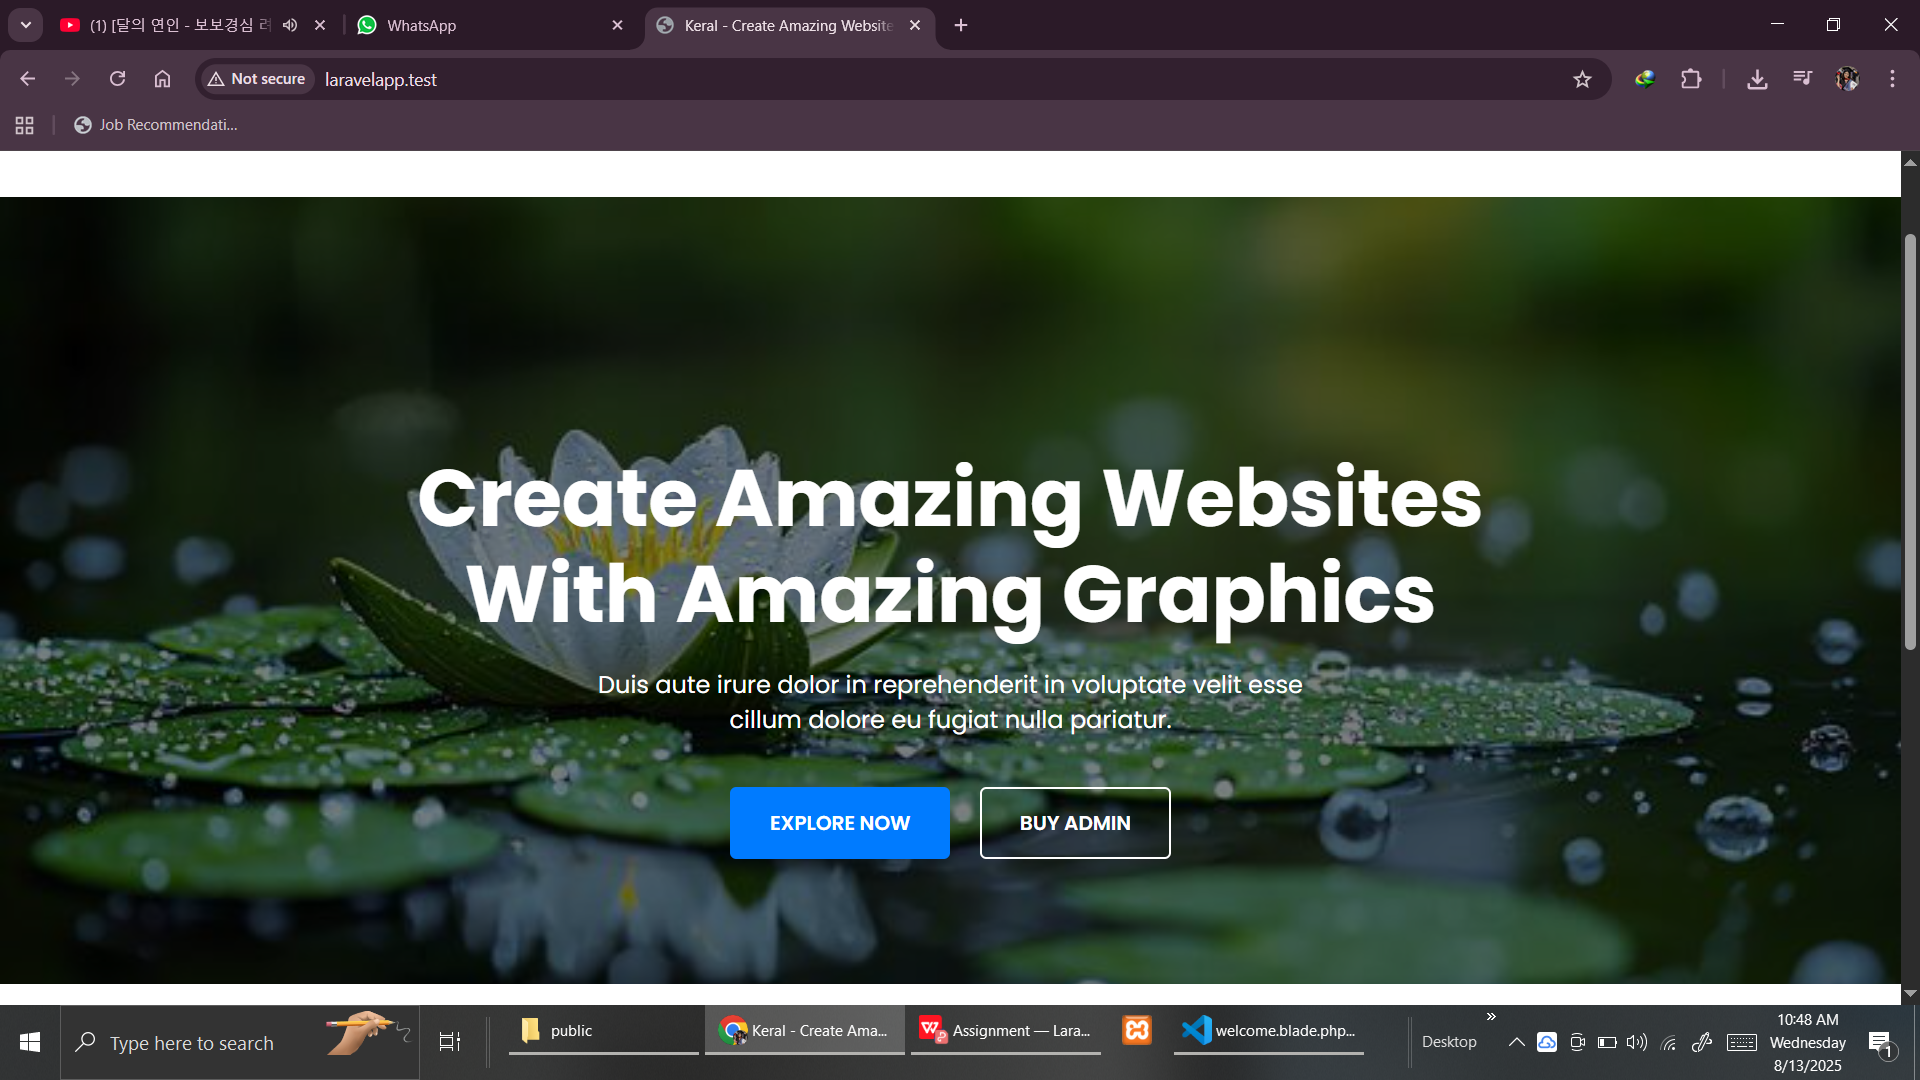 (1) [달의 연인 - 보보경심 려
WhatsApp
Keral - Create Amazing Website
Not secure
laravelapp.test
Job Recommendati...
Create Amazing Websites
With Amazing Graphics
Duis aute irure dolor in reprehenderit in voluptate velit esse
cillum dolore eu fugiat nulla pariatur.
EXPLORE NOW
BUY ADMIN
Type here to search
public
Keral - Create Ama...
Assignment — Lara...
welcome.blade.php...
Desktop
10:48 AM
Wednesday
8/13/2025
1